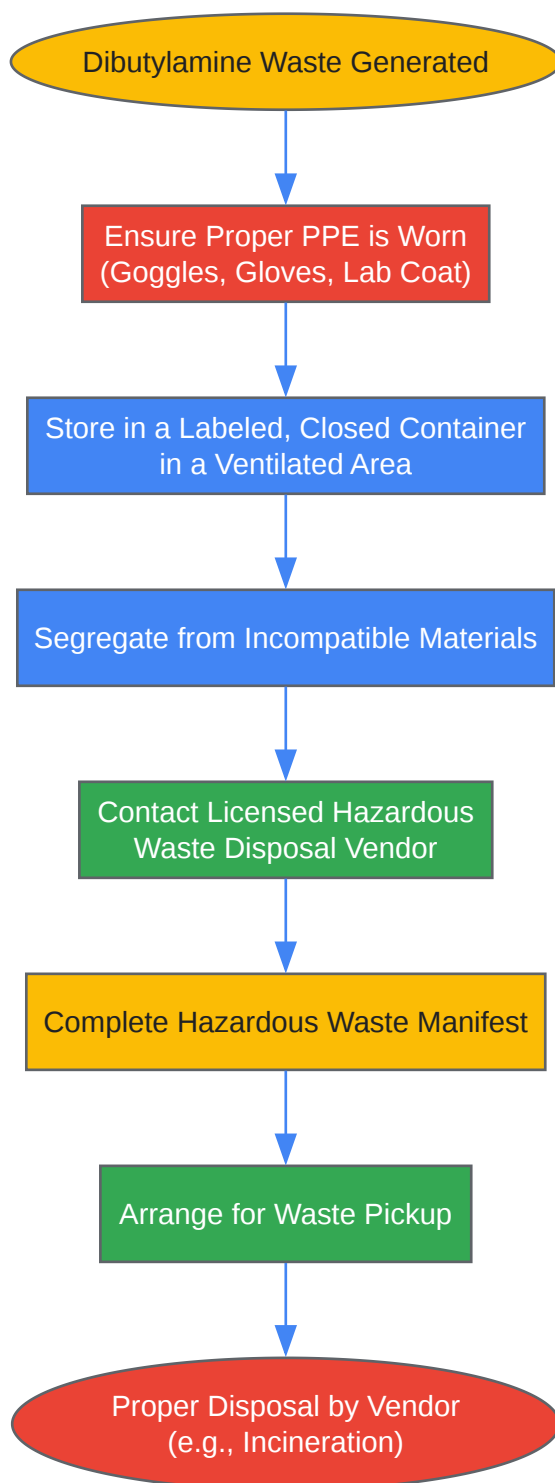 Dibutylamine Waste Generated
Ensure Proper PPE is Worn
(Goggles, Gloves, Lab Coat)
Store in a Labeled, Closed Container
in a Ventilated Area
Segregate from Incompatible Materials
Contact Licensed Hazardous
Waste Disposal Vendor
Complete Hazardous Waste Manifest
Arrange for Waste Pickup
Proper Disposal by Vendor
(e.g., Incineration)